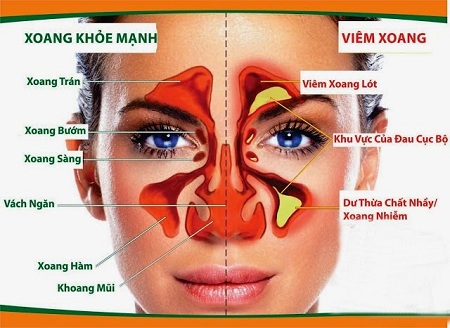 XOANG KHỎE MẠNH
VIÊM XOANG
Xoang Trán
Xoang Bướm
Xoang Sàng
Vách Ngăn
Xoang Hàm
Khoang Mũi
Viêm Xoang Lót
Khu Vực Của Đau Cục Bộ
Dư Thừa Chất Nhầy/
Xoang Nhiễm